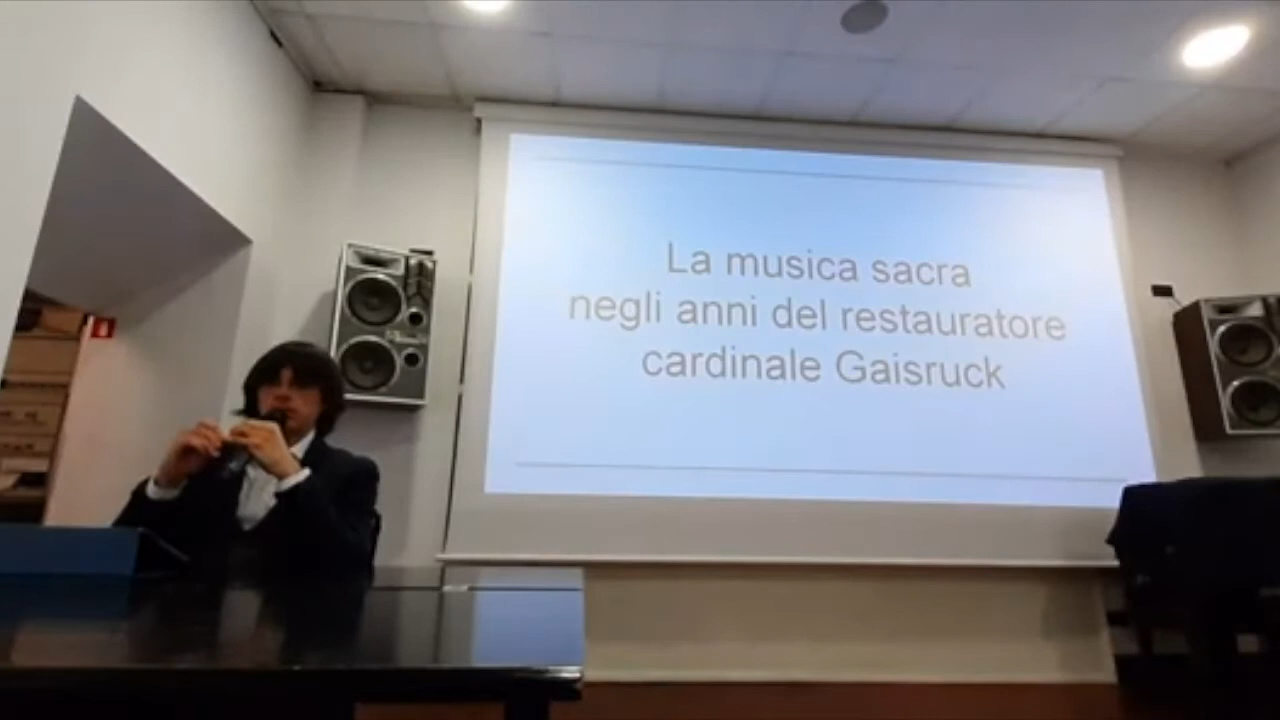 La musica sacra
negli anni del restauratore
cardinale Gaisruck